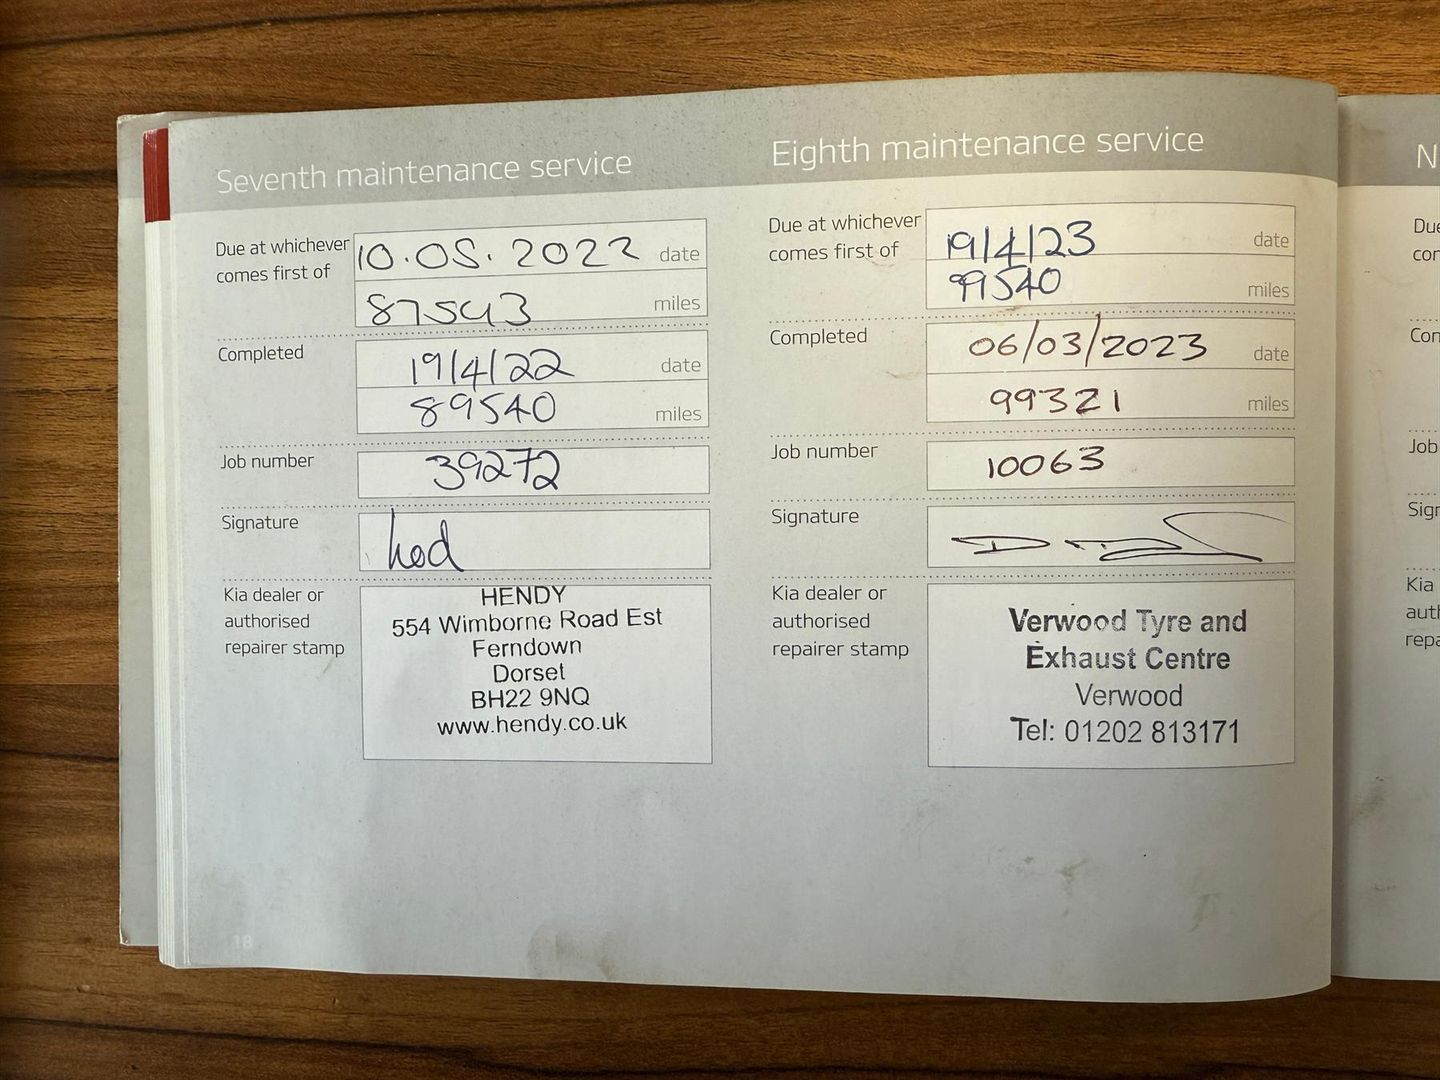 Seventh maintenance service
Due at whichever
comes first of
10.05.2022 date
87543 miles
Completed
19/4/22 date
89540 miles
Job number
39272
Signature
Kia dealer or
authorised
repairer stamp
HENDY
554 Wimborne Road Est
Ferndown
Dorset
BH22 9NQ
www.hendy.co.uk
18
Eighth maintenance service
Due at whichever
comes first of
19/4/23 date
99540 miles
Completed
06/03/2023 date
99321 miles
Job number
10063
Signature
Kia dealer or
authorised
repairer stamp
Verwood Tyre and
Exhaust Centre
Verwood
Tel: 01202 813171
N
Due
Job
Kia